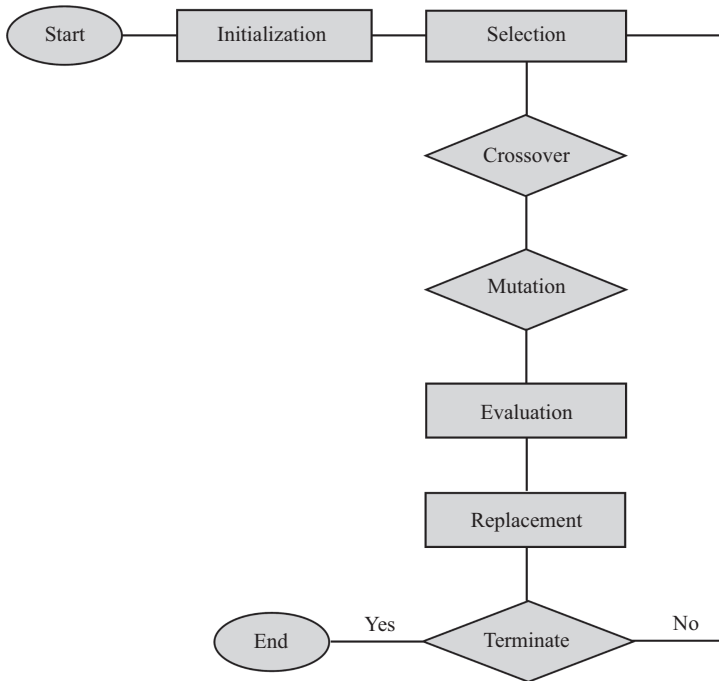 Start
Initialization
Selection
Crossover
Mutation
Evaluation
Replacement
End
Yes
Terminate
No